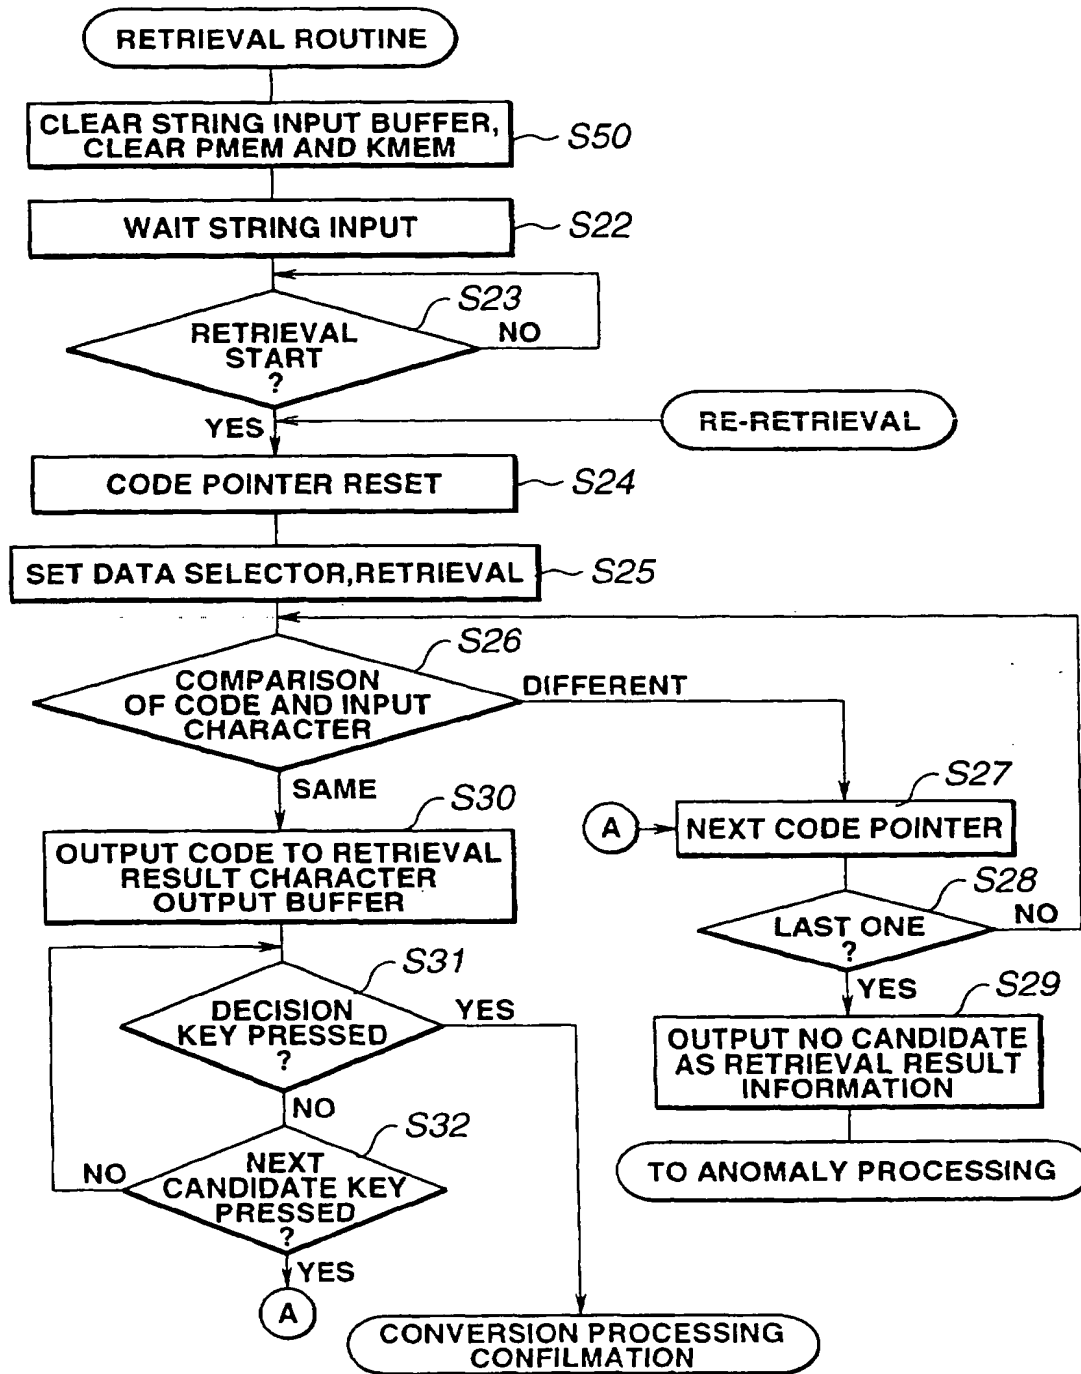 RETRIEVAL ROUTINE
CLEAR STRING INPUT BUFFER,
CLEAR PMEM AND KMEM
S50
WAIT STRING INPUT
S22
S23
RETRIEVAL
START
?
NO
YES
RE-RETRIEVAL
CODE POINTER RESET
S24
SET DATA SELECTOR,RETRIEVAL
S25
S26
COMPARISON
OF CODE AND INPUT
CHARACTER
DIFFERENT
SAME
S27
A
NEXT CODE POINTER
S28
LAST ONE
?
NO
YES
S29
OUTPUT NO CANDIDATE
AS RETRIEVAL RESULT
INFORMATION
TO ANOMALY PROCESSING
S30
OUTPUT CODE TO RETRIEVAL
RESULT CHARACTER
OUTPUT BUFFER
S31
DECISION
KEY PRESSED
?
YES
NO
S32
NEXT
CANDIDATE KEY
PRESSED
?
NO
YES
A
CONVERSION PROCESSING
CONFILMATION